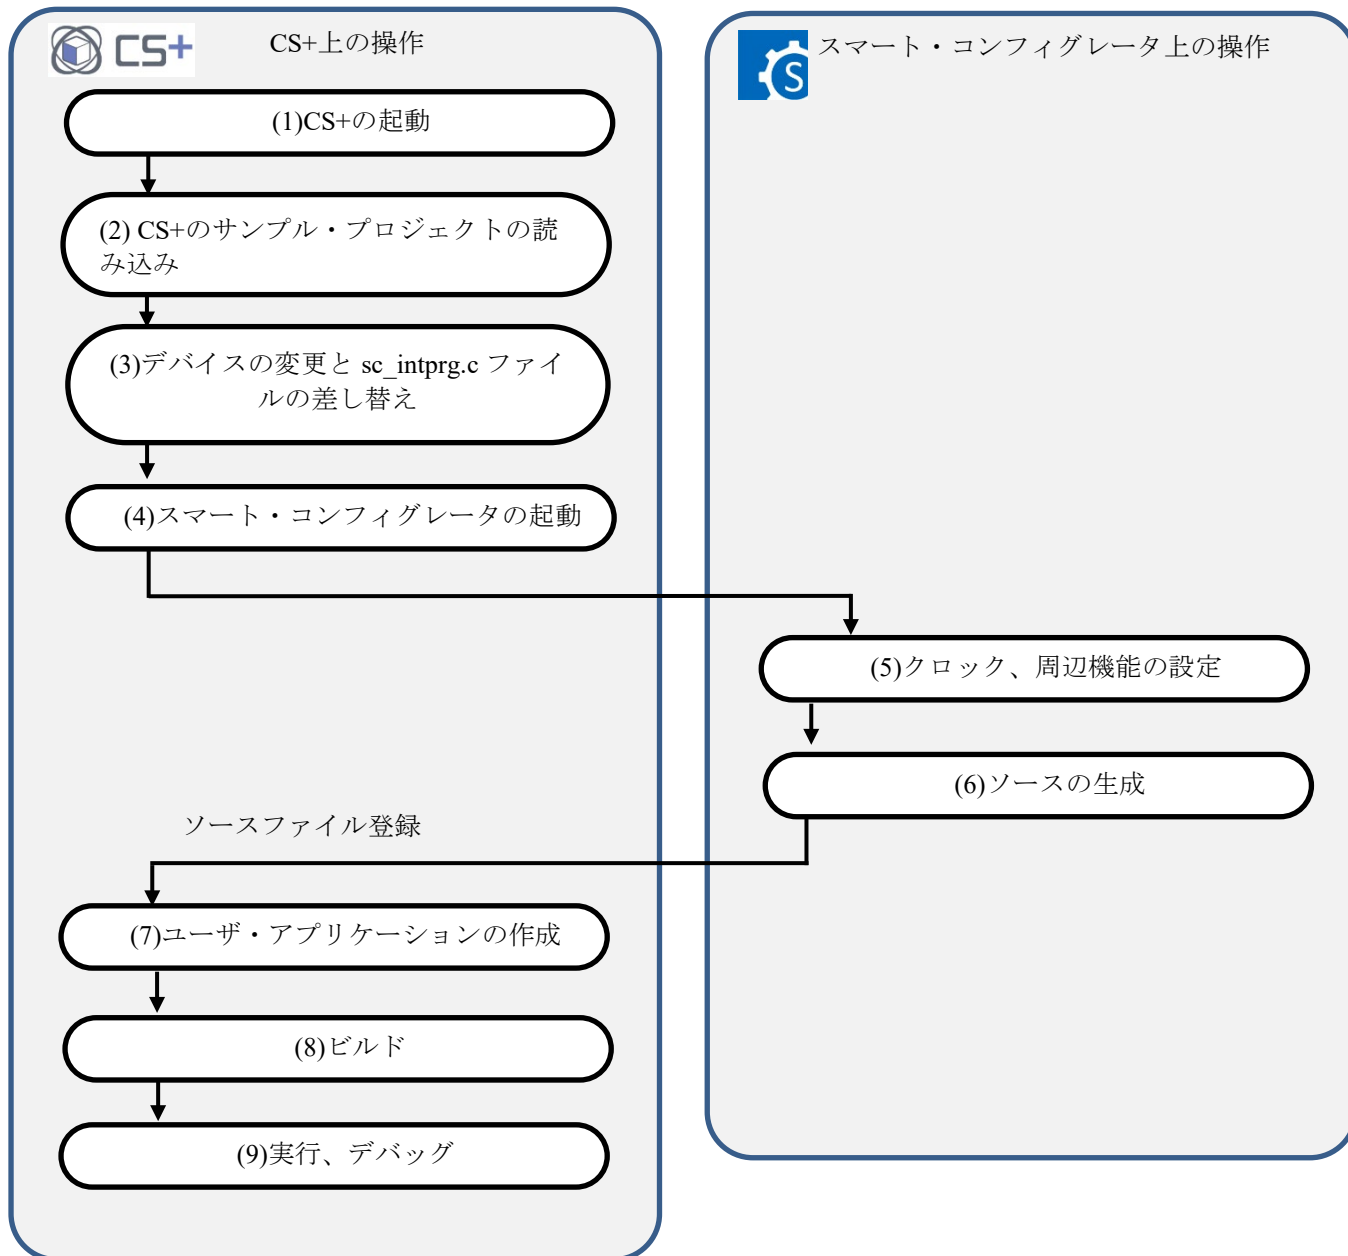 CS+
CS+上の操作
(1)CS+の起動
(2) CS+のサンプル・プロジェクトの読
み込み
(3)デバイスの変更と sc_intprg.c ファイ
ルの差し替え
(4)スマート・コンフィグレータの起動
S
スマート・コンフィグレータ上の操作
(5)クロック、周辺機能の設定
(6)ソースの生成
ソースファイル登録
(7)ユーザ・アプリケーションの作成
(8)ビルド
(9)実行、デバッグ